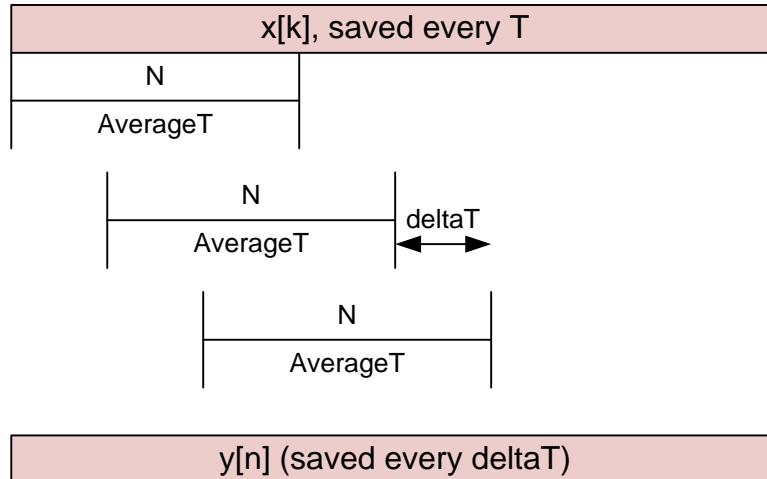 x[k], saved every T
N
AverageT
N
deltaT
AverageT
N
AverageT
y[n] (saved every deltaT)